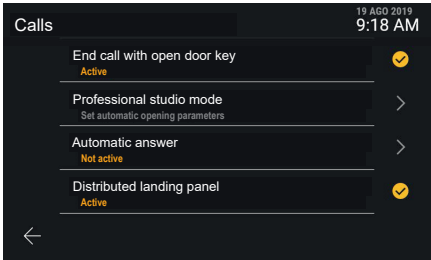 19 AGO 2019
Calls
9:18 AM
End call with open door key
Active
Professional studio mode
Set automatic opening parameters
Automatic answer
Not active
Distributed landing panel
Active